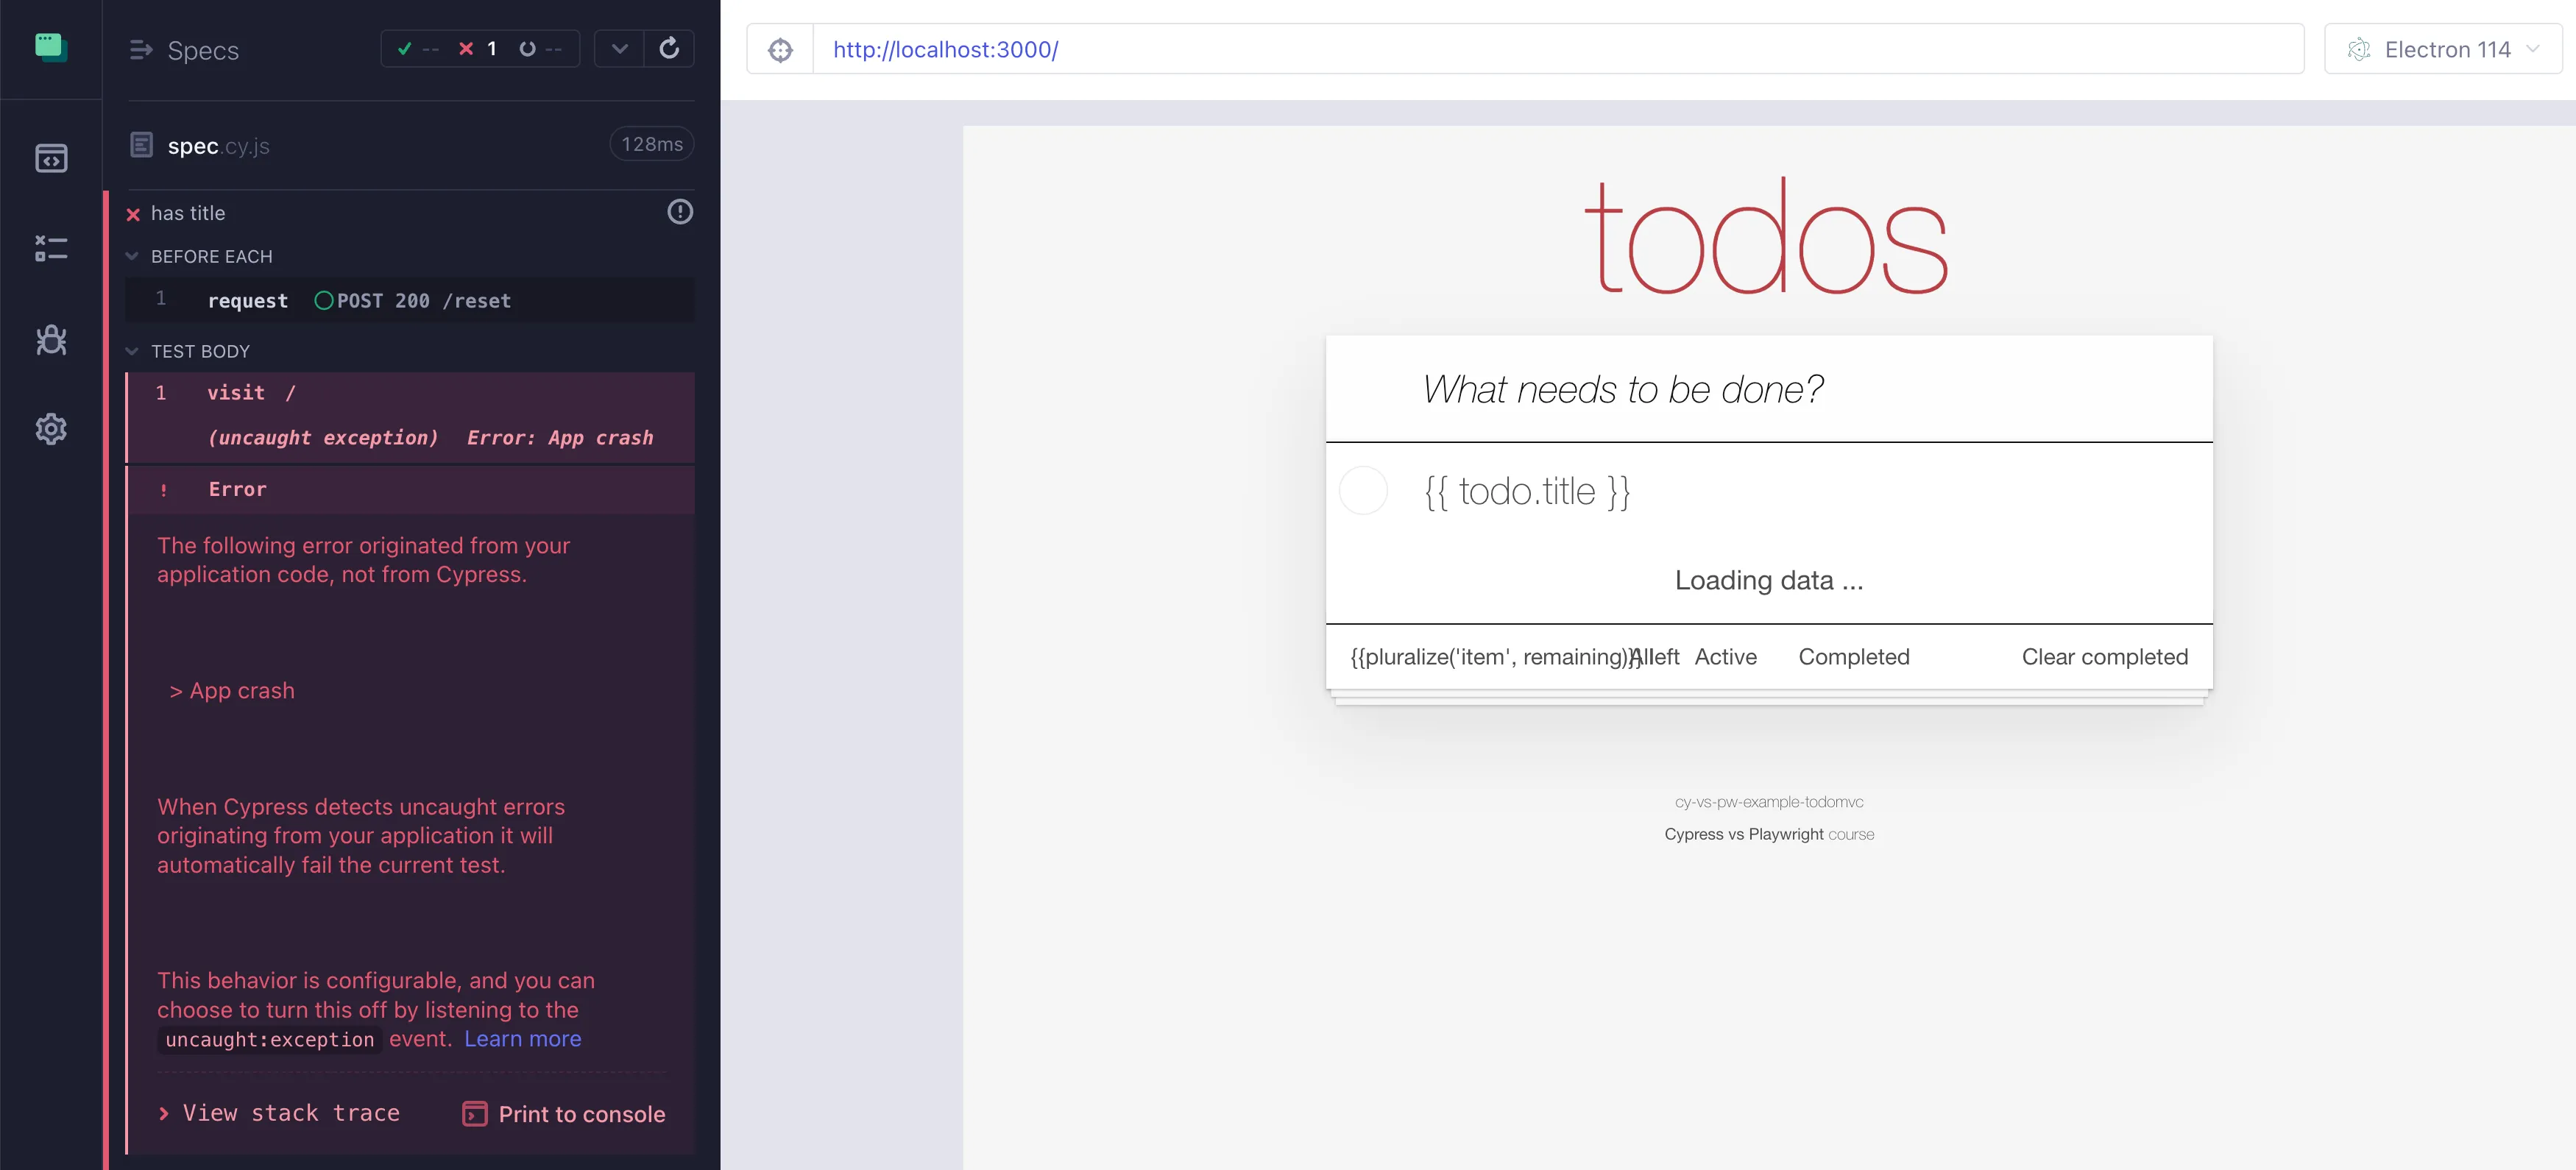 Specs -- 1 --
spec.cy.js 128ms
has title
BEFORE EACH
1 request POST 200 /reset
TEST BODY
1 visit /
(uncaught exception) Error: App crash
! Error
The following error originated from your
application code, not from Cypress.
> App crash
When Cypress detects uncaught errors
originating from your application it will
automatically fail the current test.
This behavior is configurable, and you can
choose to turn this off by listening to the
uncaught:exception event. Learn more
View stack trace Print to console
http://localhost:3000/ Electron 114
todos
What needs to be done?
{{ todo.title }}
Loading data ...
{{pluralize('item', remaining)}} left All Active Completed Clear completed
cy-vs-pw-example-todomvc
Cypress vs Playwright course